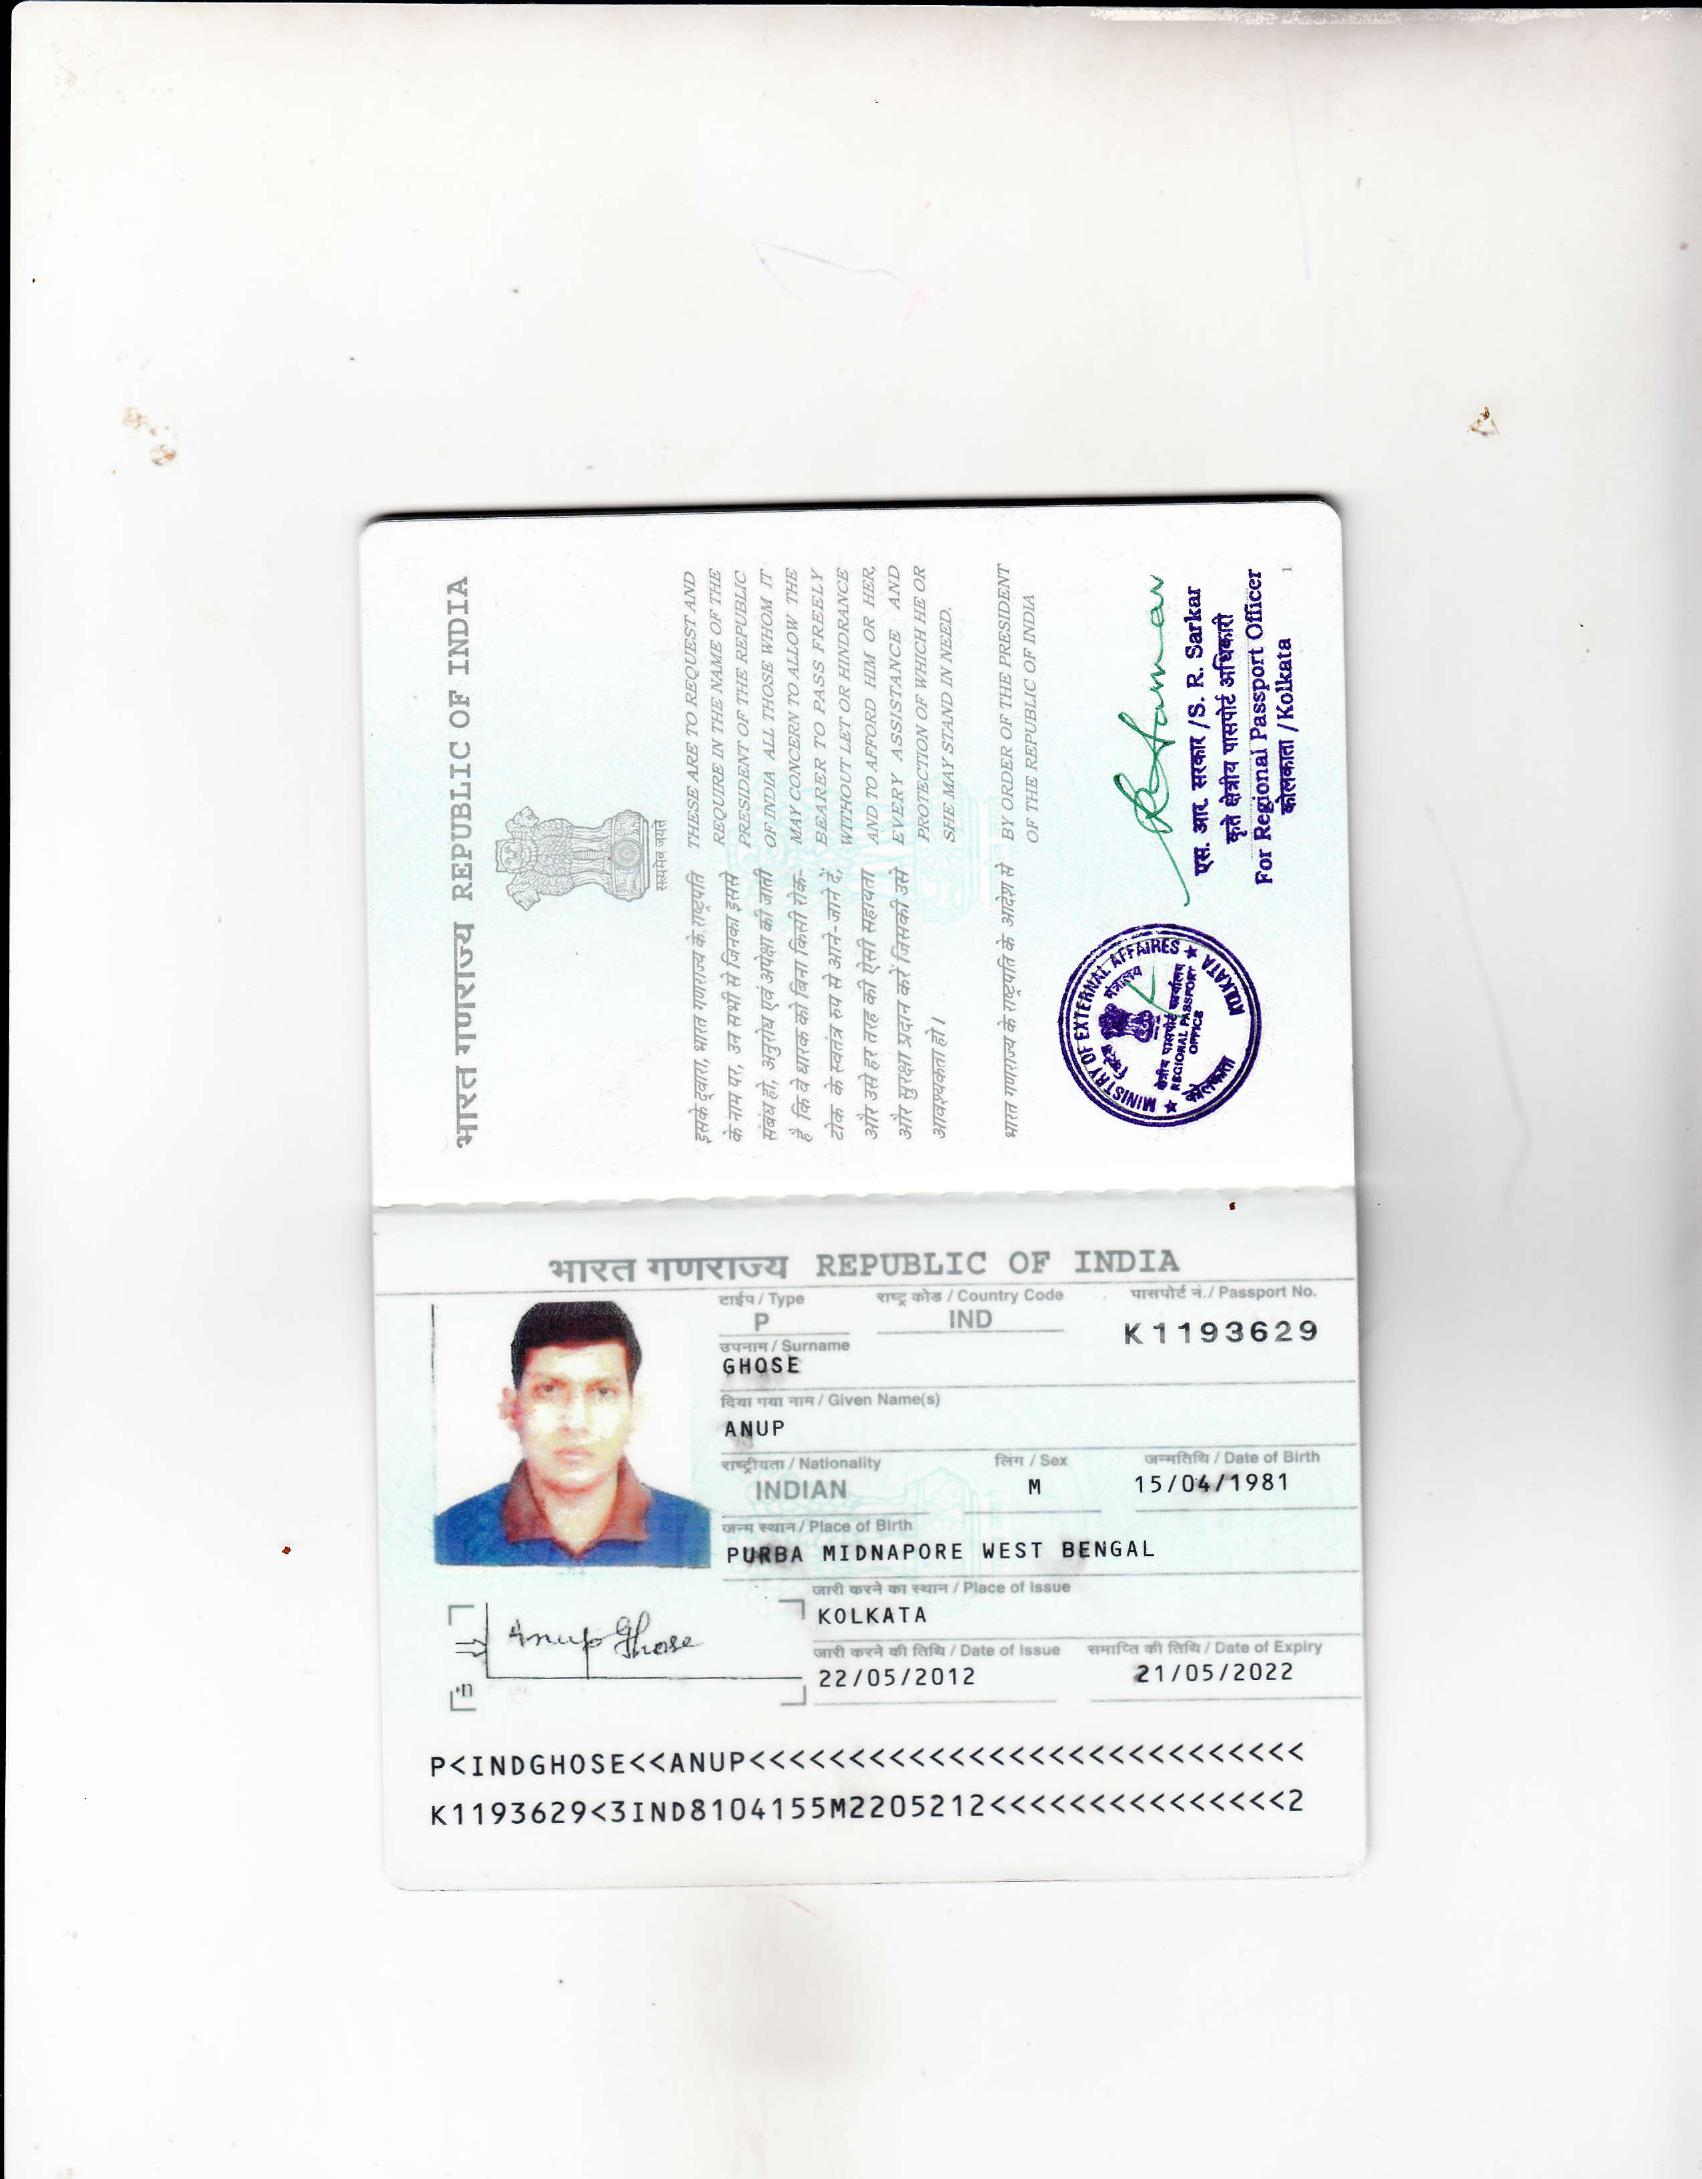 भारत गणराज्य REPUBLIC OF INDIA
सत्यमेव जयते
इसके द्वारा, भारत गणराज्य के राष्ट्रपति
के नाम पर, उन सभी से जिनका इससे
संबंध हो, अनुरोध एवं अपेक्षा की जाती
है कि वे धारक को बिना किसी रोक-
टोक के स्वतंत्र रूप से आने-जाने दें,
और उसे हर तरह की ऐसी सहायता
और सुरक्षा प्रदान करें जिसकी उसे
आवश्यकता हो।
THESE ARE TO REQUEST AND
REQUIRE IN THE NAME OF THE
PRESIDENT OF THE REPUBLIC
OF INDIA ALL THOSE WHOM IT
MAY CONCERN TO ALLOW THE
BEARER TO PASS FREELY
WITHOUT LET OR HINDRANCE
AND TO AFFORD HIM OR HER,
EVERY ASSISTANCE AND
PROTECTION OF WHICH HE OR
SHE MAY STAND IN NEED.
भारत गणराज्य के राष्ट्रपति के आदेश से
BY ORDER OF THE PRESIDENT
OF THE REPUBLIC OF INDIA
MINISTRY OF EXTERNAL AFFAIRES
विदेश मंत्रालय
क्षेत्रीय पासपोर्ट कार्यालय
REGIONAL PASSPORT
OFFICE
कोलकाता KOLKATA
एस. आर. सरकार /S. R. Sarkar
कृते क्षेत्रीय पासपोर्ट अधिकारी
For Regional Passport Officer
कोलकाता /Kolkata
1
भारत गणराज्य REPUBLIC OF INDIA
टाईप / Type राष्ट्र कोड / Country Code पासपोर्ट नं./ Passport No.
P IND K1193629
उपनाम / Surname
GHOSE
दिया गया नाम / Given Name(s)
ANUP
राष्ट्रीयता / Nationality लिंग / Sex जन्मतिथि / Date of Birth
INDIAN M 15/04/1981
जन्म स्थान / Place of Birth
PURBA MIDNAPORE WEST BENGAL
जारी करने का स्थान / Place of Issue
KOLKATA
Anup Ghose
जारी करने की तिथि / Date of Issue समाप्ति की तिथि / Date of Expiry
22/05/2012 21/05/2022
P<INDGHOSE<<ANUP<<<<<<<<<<<<<<<<<<<<<<<<<<<<
K1193629<3IND8104155M2205212<<<<<<<<<<<<<<<2